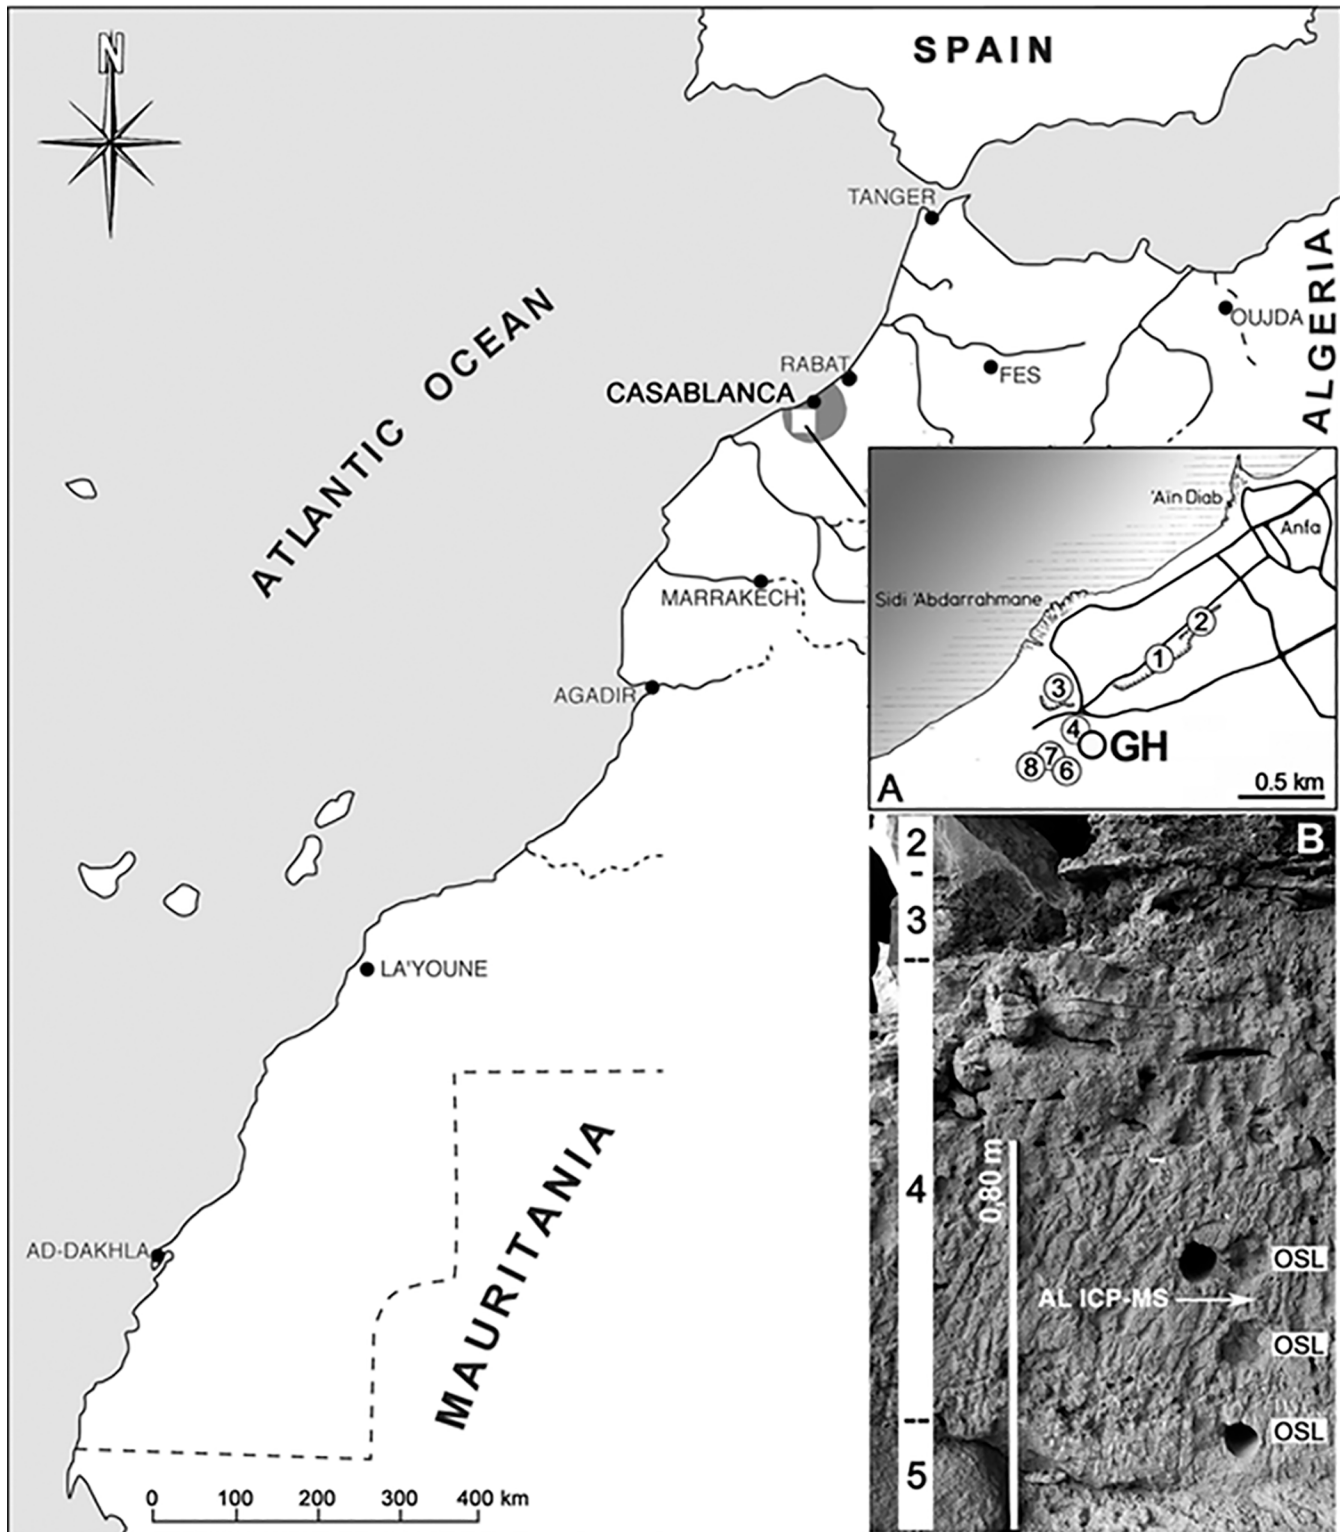 N
SPAIN
TANGER
ALGERIA
OUJDA
ATLANTIC OCEAN
RABAT
FES
CASABLANCA
'Aïn Diab
Anfa
MARRAKECH
Sidi 'Abdarrahmane
2
1
AGADIR
3
4
GH
7
8
6
A
0.5 km
2
B
-
3
--
LA'YOUNE
0,80 m
4
MAURITANIA
AD-DAKHLA
OSL
AL ICP-MS
OSL
--
OSL
5
0 100 200 300 400 km